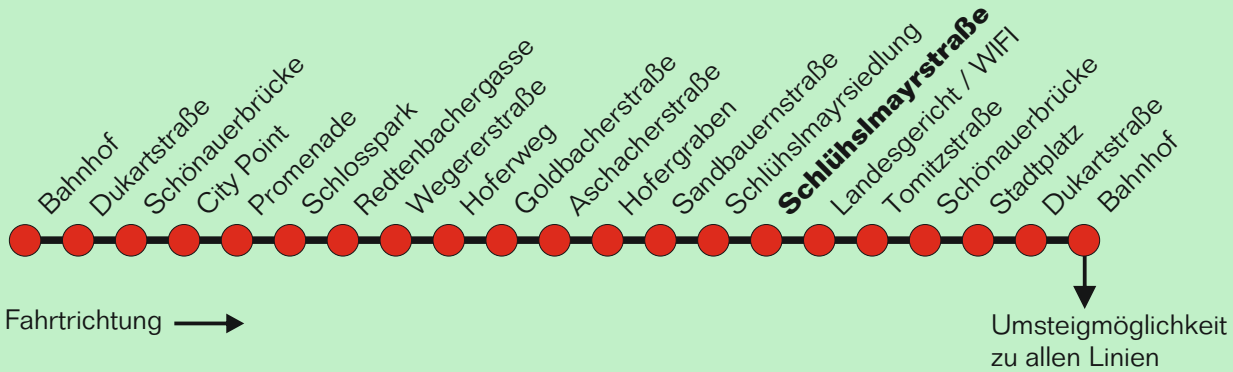 Bahnhof
Dukartstraße
Schönauerbrücke
City Point
Promenade
Schlosspark
Redtenbachergasse
Wegererstraße
Hoferweg
Goldbacherstraße
Aschacherstraße
Hofergraben
Sandbauernstraße
Schlühslmayrsiedlung
Schlühslmayrstraße
Landesgericht / WIFI
Tomitzstraße
Schönauerbrücke
Stadtplatz
Dukartstraße
Bahnhof
Fahrtrichtung
Umsteigmöglichkeit
zu allen Linien